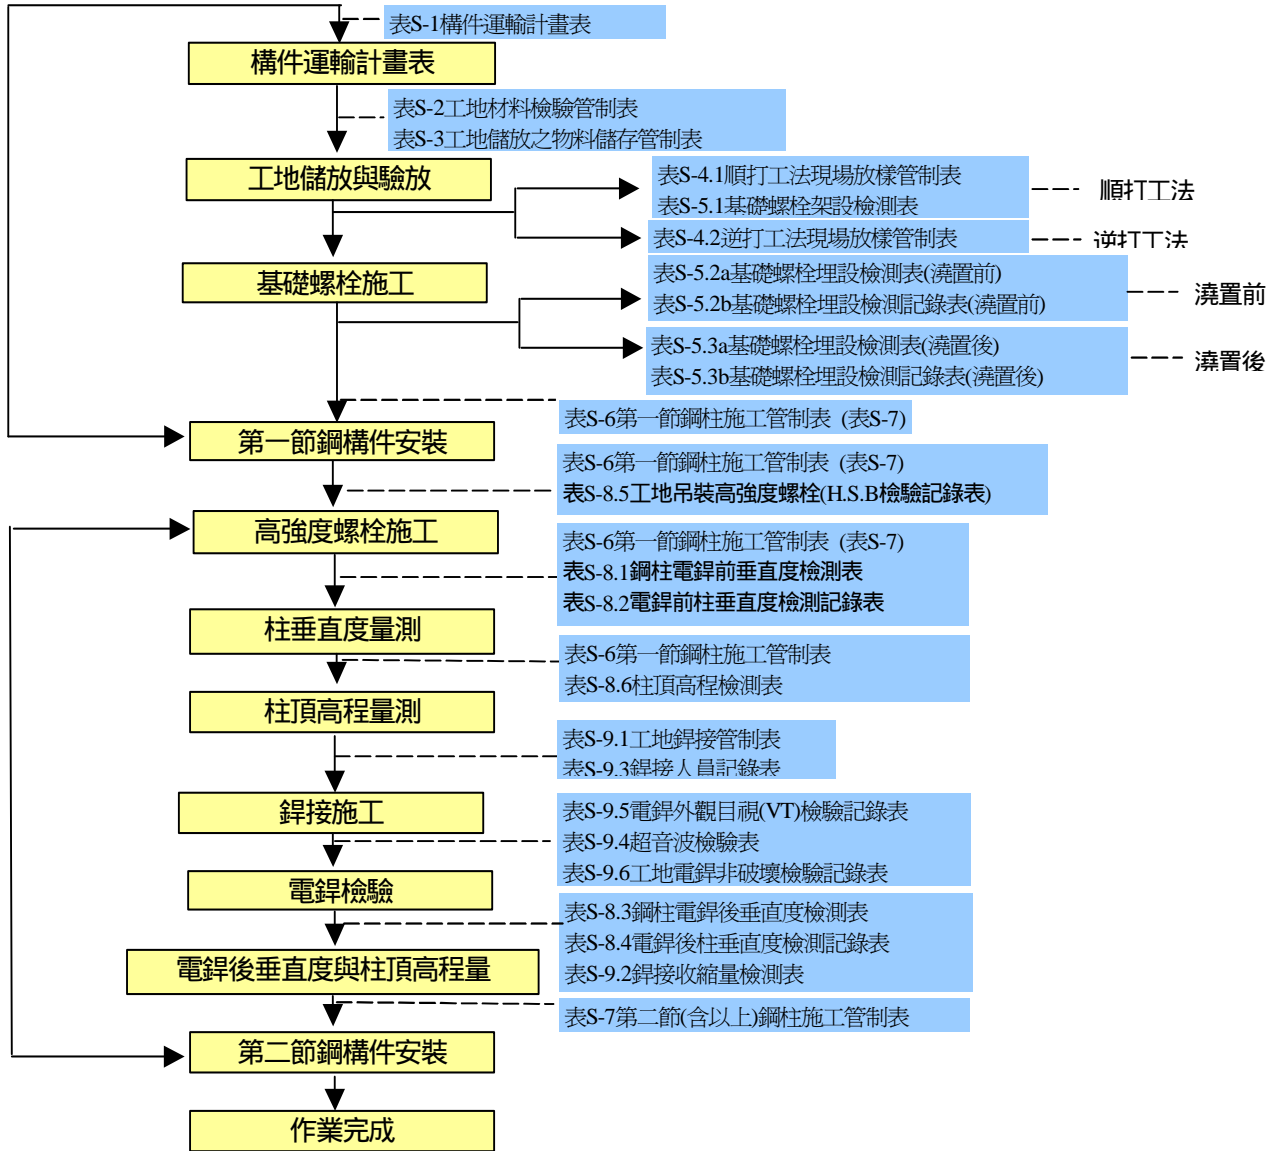 表S-1構件運輸計畫表
構件運輸計畫表
表S-2工地材料檢驗管制表
表S-3工地儲放之物料儲存管制表
工地儲放與驗放
表S-4.1順打工法現場放樣管制表
表S-5.1基礎螺栓架設檢測表
順打工法
表S-4.2逆打工法現場放樣管制表
逆打工法
基礎螺栓施工
表S-5.2a基礎螺栓埋設檢測表(澆置前)
表S-5.2b基礎螺栓埋設檢測記錄表(澆置前)
澆置前
表S-5.3a基礎螺栓埋設檢測表(澆置後)
表S-5.3b基礎螺栓埋設檢測記錄表(澆置後)
澆置後
表S-6第一節鋼柱施工管制表 (表S-7)
第一節鋼構件安裝
表S-6第一節鋼柱施工管制表 (表S-7)
表S-8.5工地吊裝高強度螺栓(H.S.B檢驗記錄表)
高強度螺栓施工
表S-6第一節鋼柱施工管制表 (表S-7)
表S-8.1鋼柱電銲前垂直度檢測表
表S-8.2電銲前柱垂直度檢測記錄表
柱垂直度量測
表S-6第一節鋼柱施工管制表
表S-8.6柱頂高程檢測表
柱頂高程量測
表S-9.1工地銲接管制表
表S-9.3銲接人員記錄表
銲接施工
表S-9.5電銲外觀目視(VT)檢驗記錄表
表S-9.4超音波檢驗表
表S-9.6工地電銲非破壞檢驗記錄表
電銲檢驗
表S-8.3鋼柱電銲後垂直度檢測表
表S-8.4電銲後柱垂直度檢測記錄表
表S-9.2銲接收縮量檢測表
電銲後垂直度與柱頂高程量
表S-7第二節(含以上)鋼柱施工管制表
第二節鋼構件安裝
作業完成